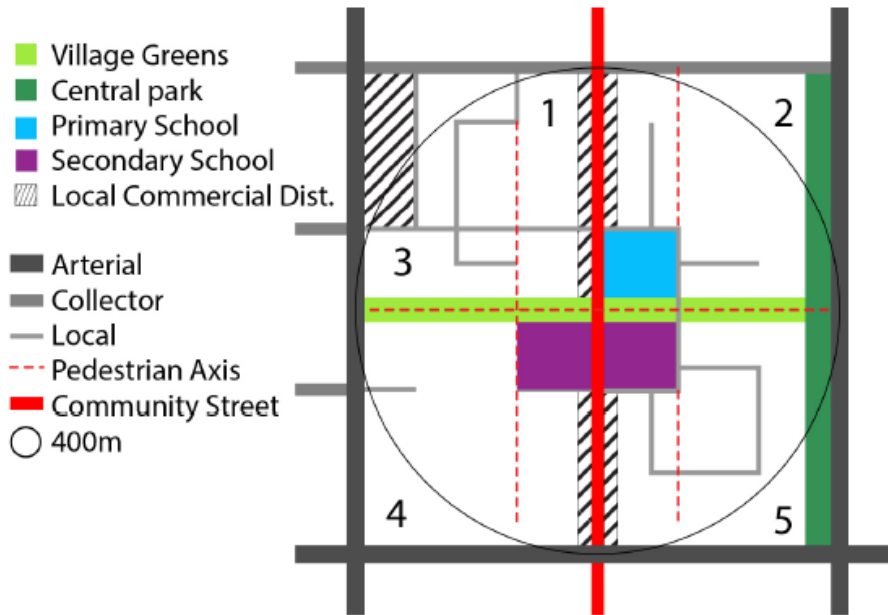 Village Greens
Central park
Primary School
Secondary School
Local Commercial Dist.
Arterial
Collector
Local
Pedestrian Axis
Community Street
400m
1
2
3
4
5